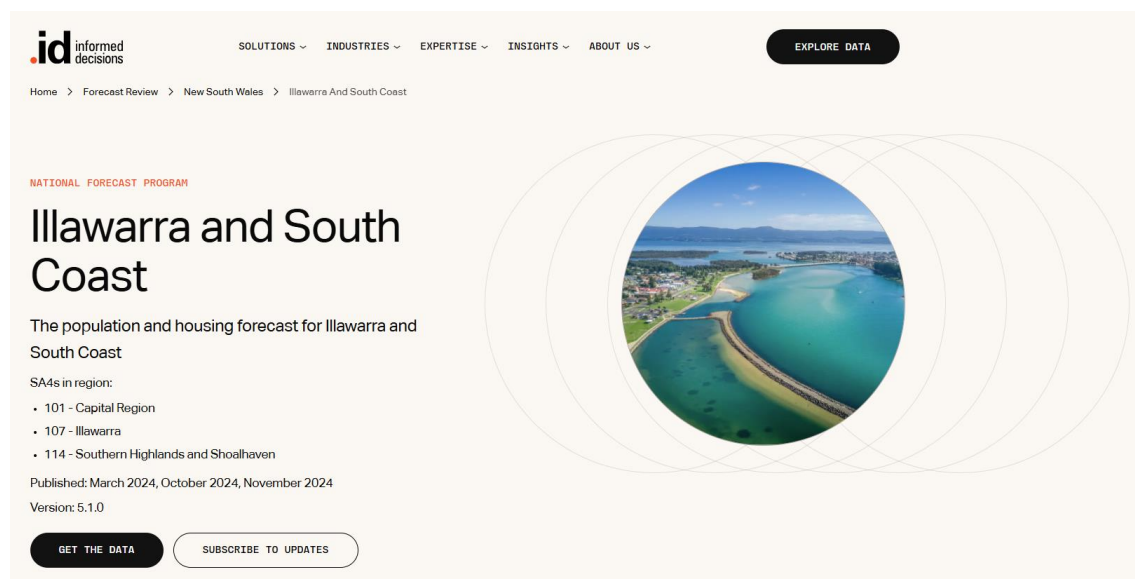 .id informed
decisions
SOLUTIONS INDUSTRIES EXPERTISE INSIGHTS ABOUT US
EXPLORE DATA
Home > Forecast Review > New South Wales > Illawarra And South Coast
NATIONAL FORECAST PROGRAM
Illawarra and South
Coast
The population and housing forecast for Illawarra and
South Coast
SA4s in region:
• 101 - Capital Region
• 107 - Illawarra
• 114 - Southern Highlands and Shoalhaven
Published: March 2024, October 2024, November 2024
Version: 5.1.0
GET THE DATA
SUBSCRIBE TO UPDATES